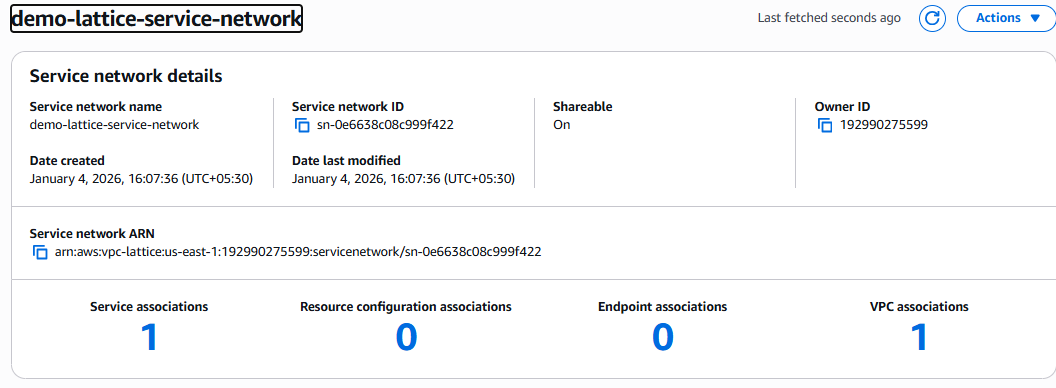 demo-lattice-service-network
Last fetched seconds ago
Actions
Service network details
Service network name
demo-lattice-service-network
Service network ID
sn-0e6638c08c999f422
Shareable
On
Owner ID
192990275599
Date created
January 4, 2026, 16:07:36 (UTC+05:30)
Date last modified
January 4, 2026, 16:07:36 (UTC+05:30)
Service network ARN
arn:aws:vpc-lattice:us-east-1:192990275599:servicenetwork/sn-0e6638c08c999f422
Service associations
1
Resource configuration associations
0
Endpoint associations
0
VPC associations
1